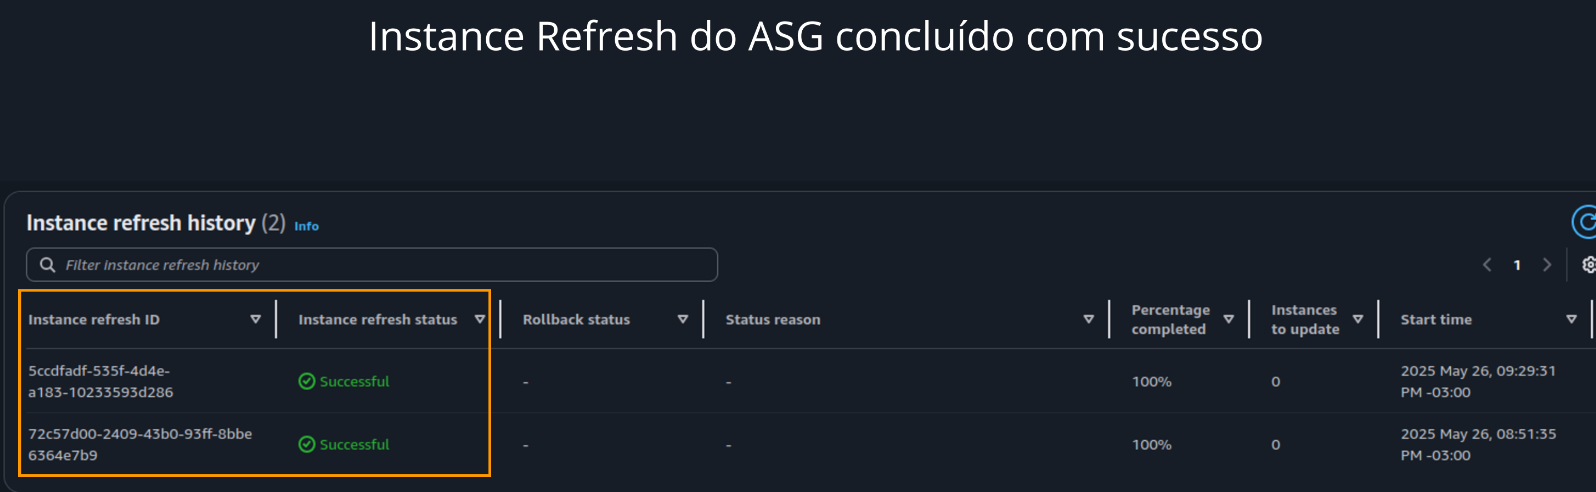 Instance Refresh do ASG concluído com sucesso
Instance refresh history (2) Info
Filter instance refresh history
1
Instance refresh ID
Instance refresh status
Rollback status
Status reason
Percentage
completed
Instances
to update
Start time
5ccdfadf-535f-4d4e-
a183-10233593d286
Successful
-
-
100%
0
2025 May 26, 09:29:31
PM -03:00
72c57d00-2409-43b0-93ff-8bbe
6364e7b9
Successful
-
-
100%
0
2025 May 26, 08:51:35
PM -03:00